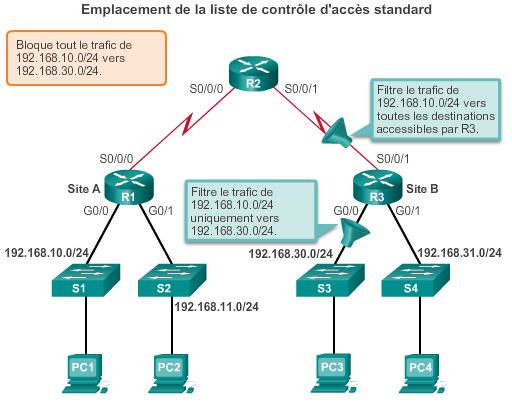 Emplacement de la liste de contrôle d'accès standard
Bloque tout le trafic de
192.168.10.0/24 vers
192.168.30.0/24.
R2
S0/0/0
S0/0/1
Filtre le trafic de
192.168.10.0/24 vers
toutes les destinations
accessibles par R3.
S0/0/0
S0/0/1
Site A
R1
Filtre le trafic de
192.168.10.0/24
uniquement vers
192.168.30.0/24.
R3
Site B
G0/0
G0/1
G0/0
G0/1
192.168.10.0/24
192.168.30.0/24
192.168.31.0/24
S1
S2
S3
S4
192.168.11.0/24
PC1
PC2
PC3
PC4